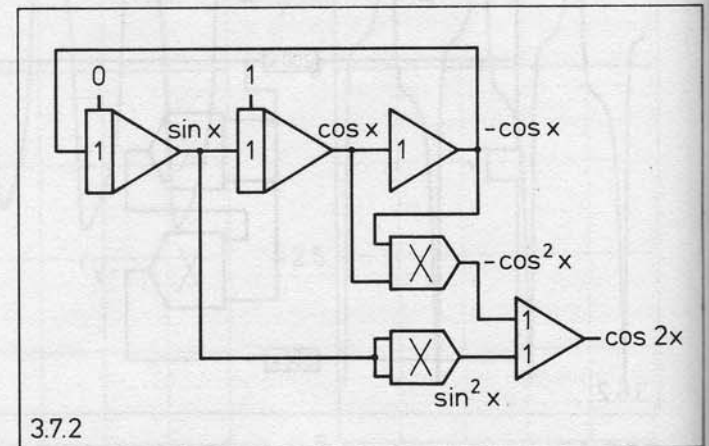 0 1
sin x cos x -cos x
1 1 1
-cos² x
1
1 cos 2x
sin² x
3.7.2